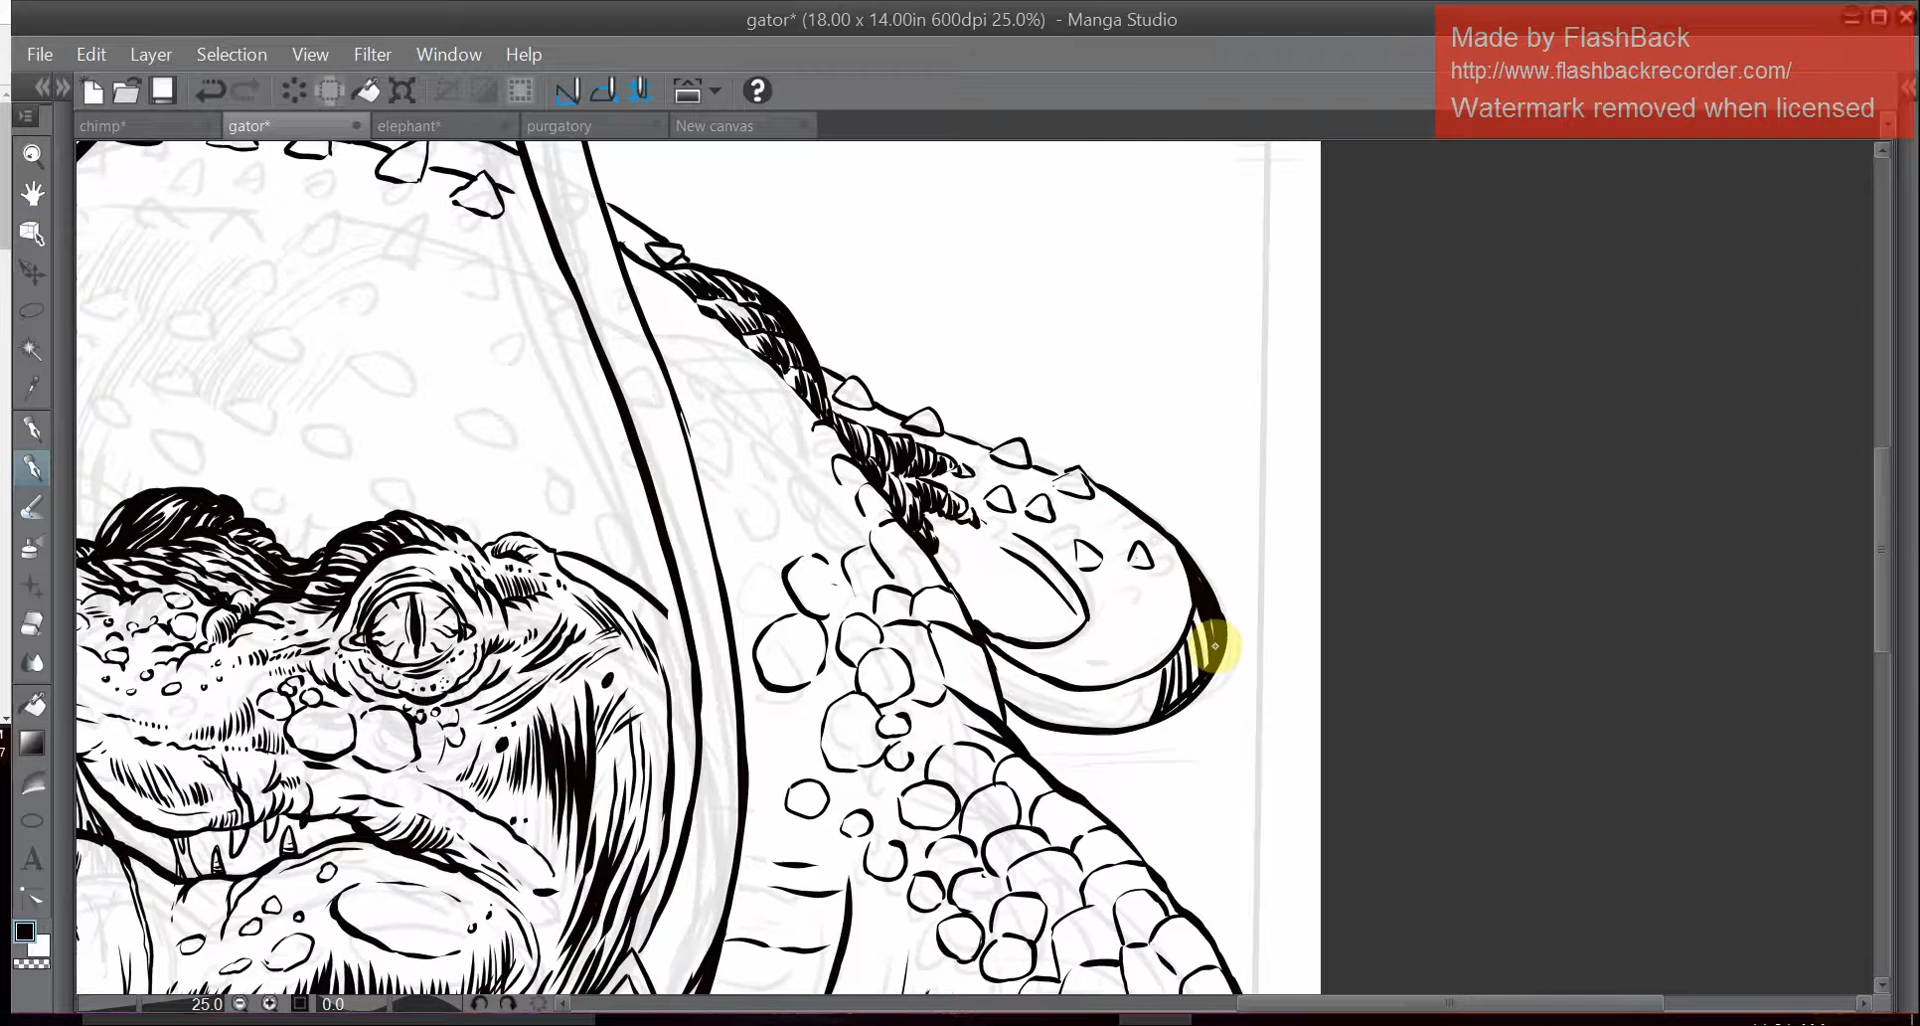 gator* (18.00 x 14.00in 600dpi 25.0%) - Manga Studio
Made by FlashBack
http://www.flashbackrecorder.com/
Watermark removed when licensed
File Edit Layer Selection View Filter Window Help
chimp* gator* elephant* purgatory New canvas
25.0 0.0